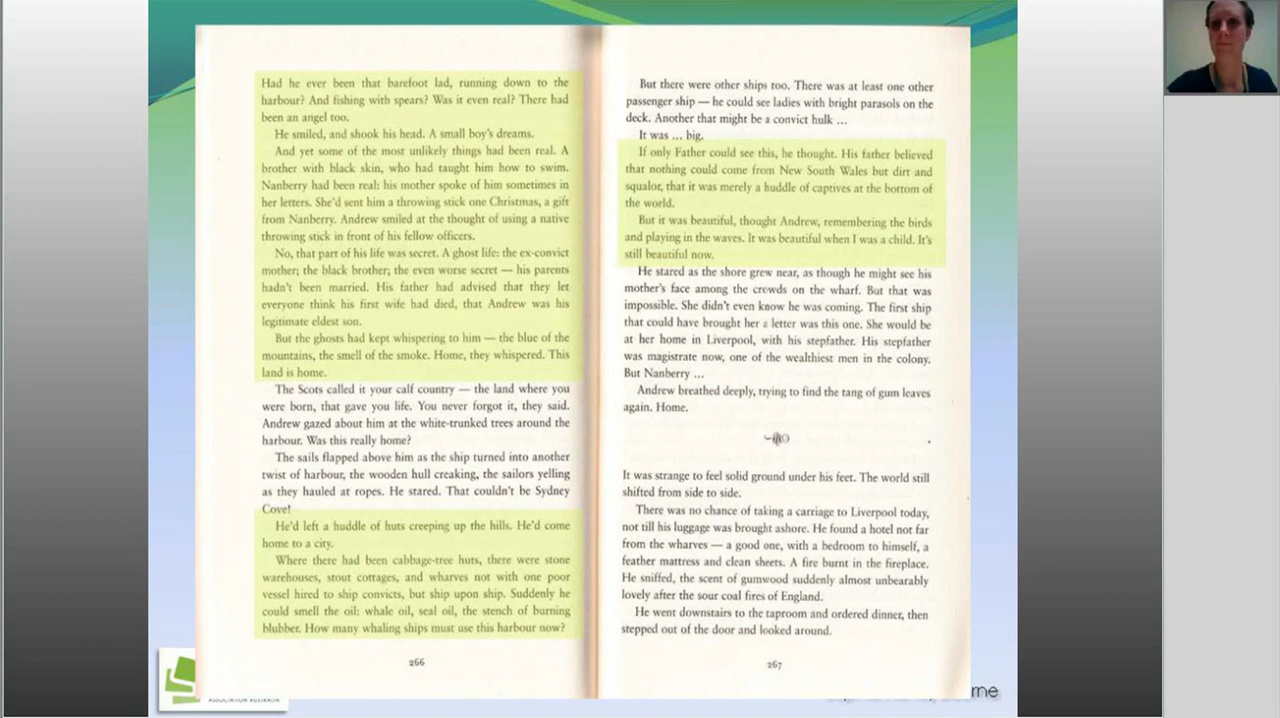 Had he ever been that barefoot lad, running down to the
harbour? And fishing with spears? Was it even real? There had
been an angel too.
He smiled, and shook his head. A small boy's dreams.
And yet some of the most unlikely things had been real. A
brother with black skin, who had taught him how to swim.
Nanberry had been real: his mother spoke of him sometimes in
her letters. She'd sent him a throwing stick one Christmas, a gift
from Nanberry. Andrew smiled at the thought of using a native
throwing stick in front of his fellow officers.
No, that part of his life was secret. A ghost life: the ex-convict
mother; the black brother; the even worse secret — his parents
hadn't been married. His father had advised that they let
everyone think his first wife had died, that Andrew was his
legitimate eldest son.
But the ghosts had kept whispering to him — the blue of the
mountains, the smell of the smoke. Home, they whispered. This
land is home.
The Scots called it your calf country — the land where you
were born, that gave you life. You never forgot it, they said.
Andrew gazed about him at the white-trunked trees around the
harbour. Was this really home?
The sails flapped above him as the ship turned into another
twist of harbour, the wooden hull creaking, the sailors yelling
as they hauled at ropes. He stared. That couldn't be Sydney
Cove!
He'd left a huddle of huts creeping up the hills. He'd come
home to a city.
Where there had been cabbage-tree huts, there were stone
warehouses, stout cottages, and wharves not with one poor
vessel hired to ship convicts, but ship upon ship. Suddenly he
could smell the oil: whale oil, seal oil, the stench of burning
blubber. How many whaling ships must use this harbour now?
266
But there were other ships too. There was at least one other
passenger ship — he could see ladies with bright parasols on the
deck. Another that might be a convict hulk ...
It was ... big.
If only Father could see this, he thought. His father believed
that nothing could come from New South Wales but dirt and
squalor, that it was merely a huddle of captives at the bottom of
the world.
But it was beautiful, thought Andrew, remembering the birds
and playing in the waves. It was beautiful when I was a child. It's
still beautiful now.
He stared as the shore grew near, as though he might see his
mother's face among the crowds on the wharf. But that was
impossible. She didn't even know he was coming. The first ship
that could have brought her a letter was this one. She would be
at her home in Liverpool, with his stepfather. His stepfather
was magistrate now, one of the wealthiest men in the colony.
But Nanberry ...
Andrew breathed deeply, trying to find the tang of gum leaves
again. Home.
It was strange to feel solid ground under his feet. The world still
shifted from side to side.
There was no chance of taking a carriage to Liverpool today,
not till his luggage was brought ashore. He found a hotel not far
from the wharves — a good one, with a bedroom to himself, a
feather mattress and clean sheets. A fire burnt in the fireplace.
He sniffed, the scent of gumwood suddenly almost unbearably
lovely after the sour coal fires of England.
He went downstairs to the taproom and ordered dinner, then
stepped out of the door and looked around.
267
ASSOCIATION AUSTRALIA
rne